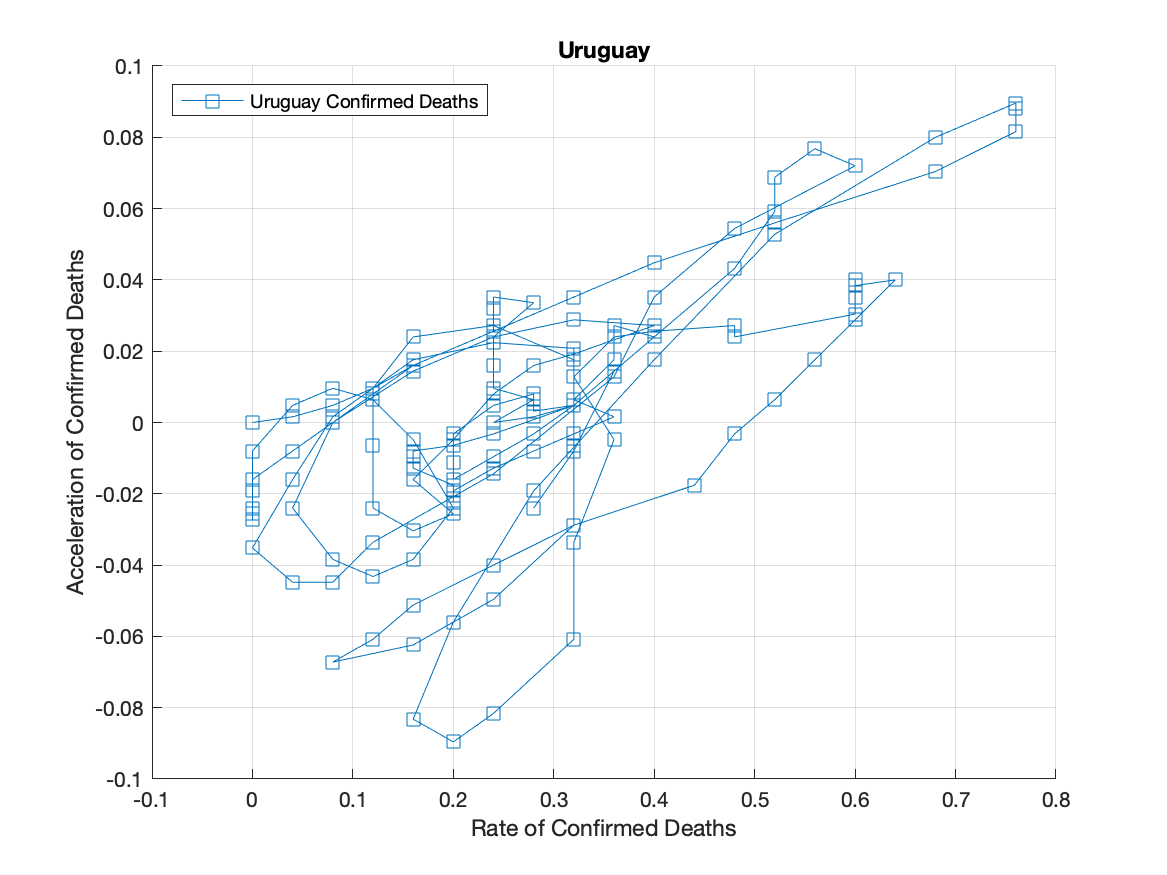 Uruguay
Uruguay Confirmed Deaths
Acceleration of Confirmed Deaths
0.1
0.08
0.06
0.04
0.02
0
-0.02
-0.04
-0.06
-0.08
-0.1
-0.1 0 0.1 0.2 0.3 0.4 0.5 0.6 0.7 0.8
Rate of Confirmed Deaths